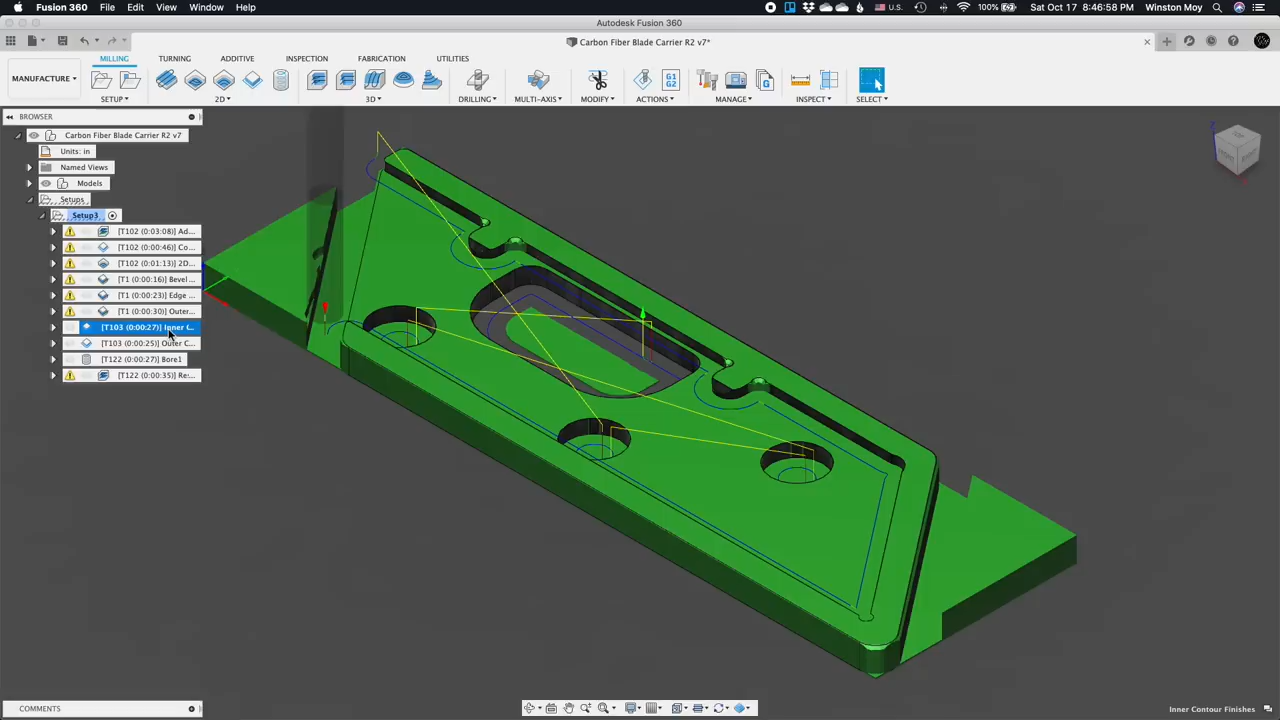 Fusion 360 File Edit View Window Help 100% Sat Oct 17 8:46:58 PM Winston Moy
U.S.
Autodesk Fusion 360
Carbon Fiber Blade Carrier R2 v7*
MILLING TURNING ADDITIVE INSPECTION FABRICATION UTILITIES
MANUFACTURE
G1
G2
SETUP 2D 3D DRILLING MULTI-AXIS MODIFY ACTIONS MANAGE INSPECT SELECT
BROWSER
Carbon Fiber Blade Carrier R2 v7
Units: in
Named Views
Models
Setups
Setup3
[T102 (0:03:08)] Ad...
[T102 (0:00:46)] Co...
[T102 (0:01:13)] 2D...
[T1 (0:00:16)] Bevel ...
[T1 (0:00:23)] Edge ...
[T1 (0:00:30)] Outer...
[T103 (0:00:27)] Inner C...
[T103 (0:00:25)] Outer C...
[T122 (0:00:27)] Bore1
[T122 (0:00:35)] Re...
COMMENTS
Inner Contour Finishes